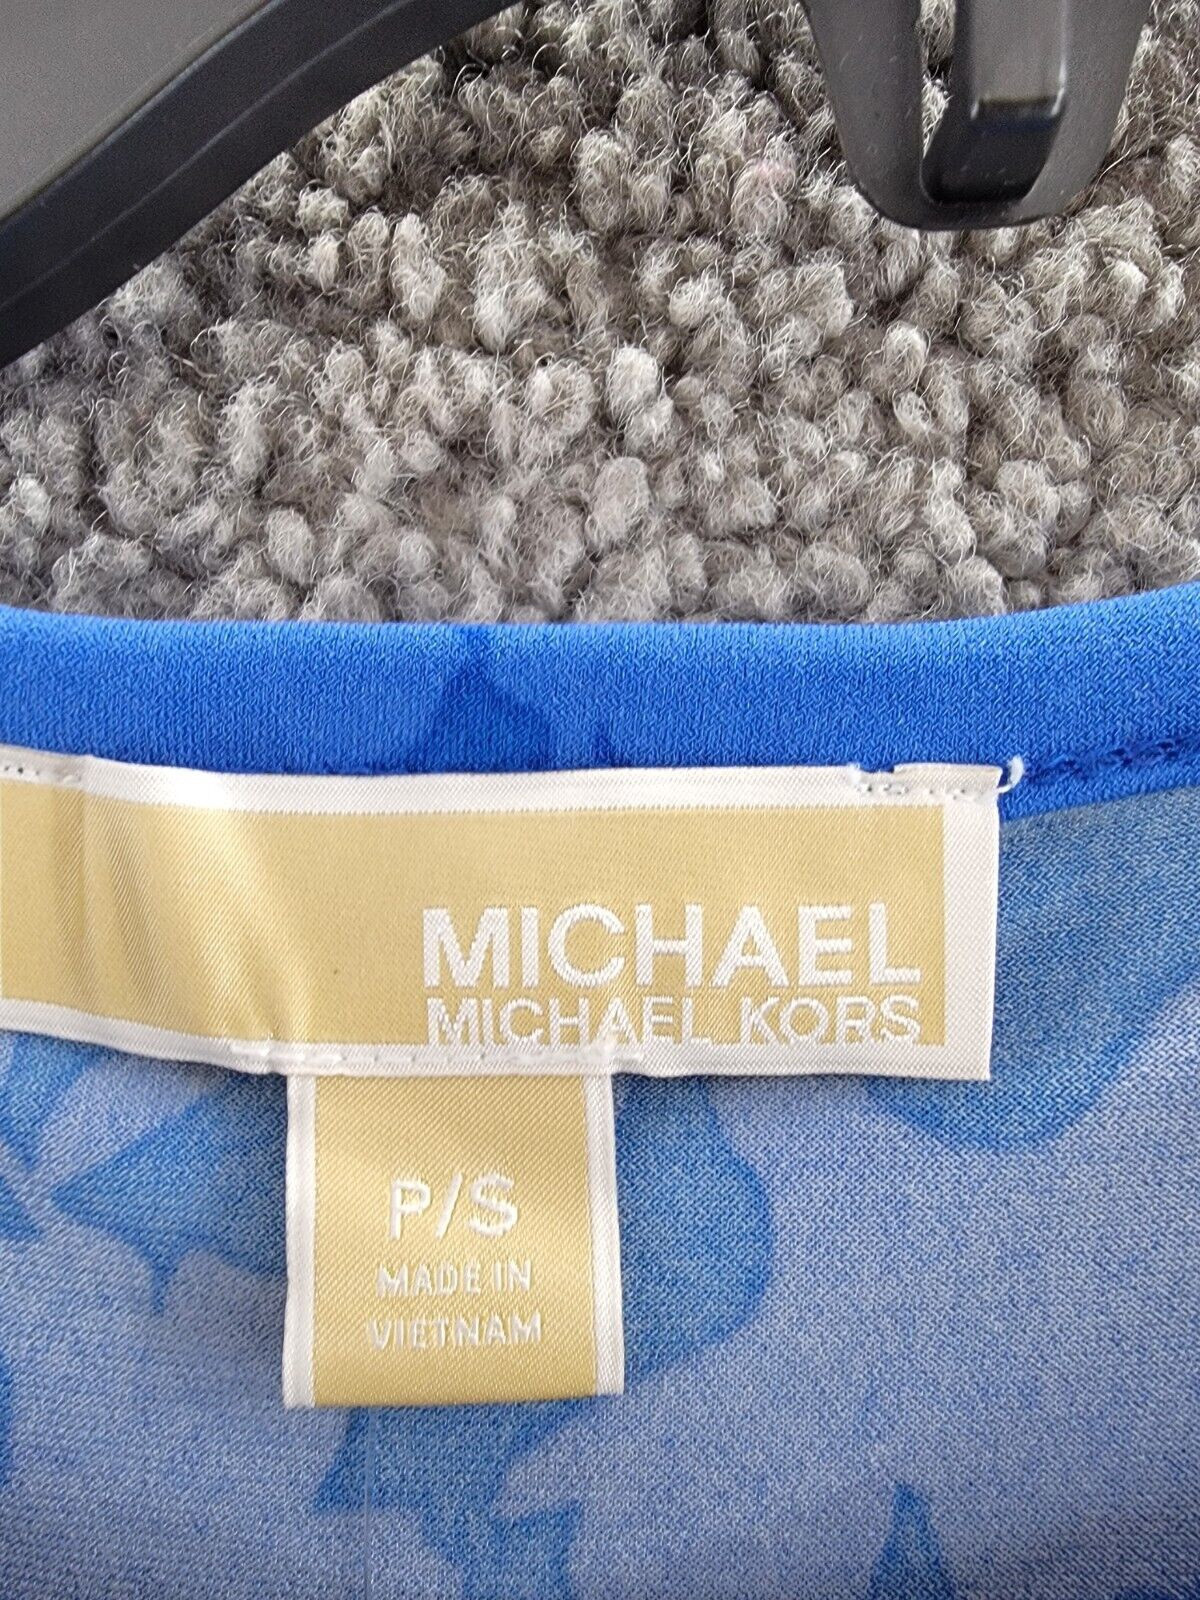 MICHAEL
MICHAEL KORS
P/S
MADE IN
VIETNAM